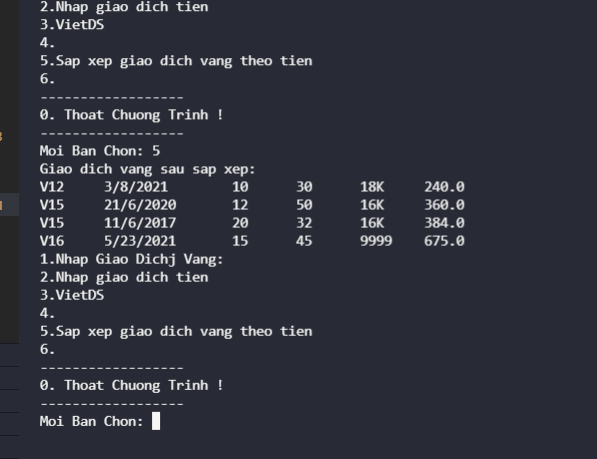 2.Nhap giao dich tien
3.VietDS
4.
5.Sap xep giao dich vang theo tien
6.
------------------
0. Thoat Chuong Trinh !
------------------
Moi Ban Chon: 5
Giao dich vang sau sap xep:
V12 3/8/2021 10 30 18K 240.0
V15 21/6/2020 12 50 16K 360.0
V15 11/6/2017 20 32 16K 384.0
V16 5/23/2021 15 45 9999 675.0
1.Nhap Giao Dichj Vang:
2.Nhap giao dich tien
3.VietDS
4.
5.Sap xep giao dich vang theo tien
6.
------------------
0. Thoat Chuong Trinh !
------------------
Moi Ban Chon: